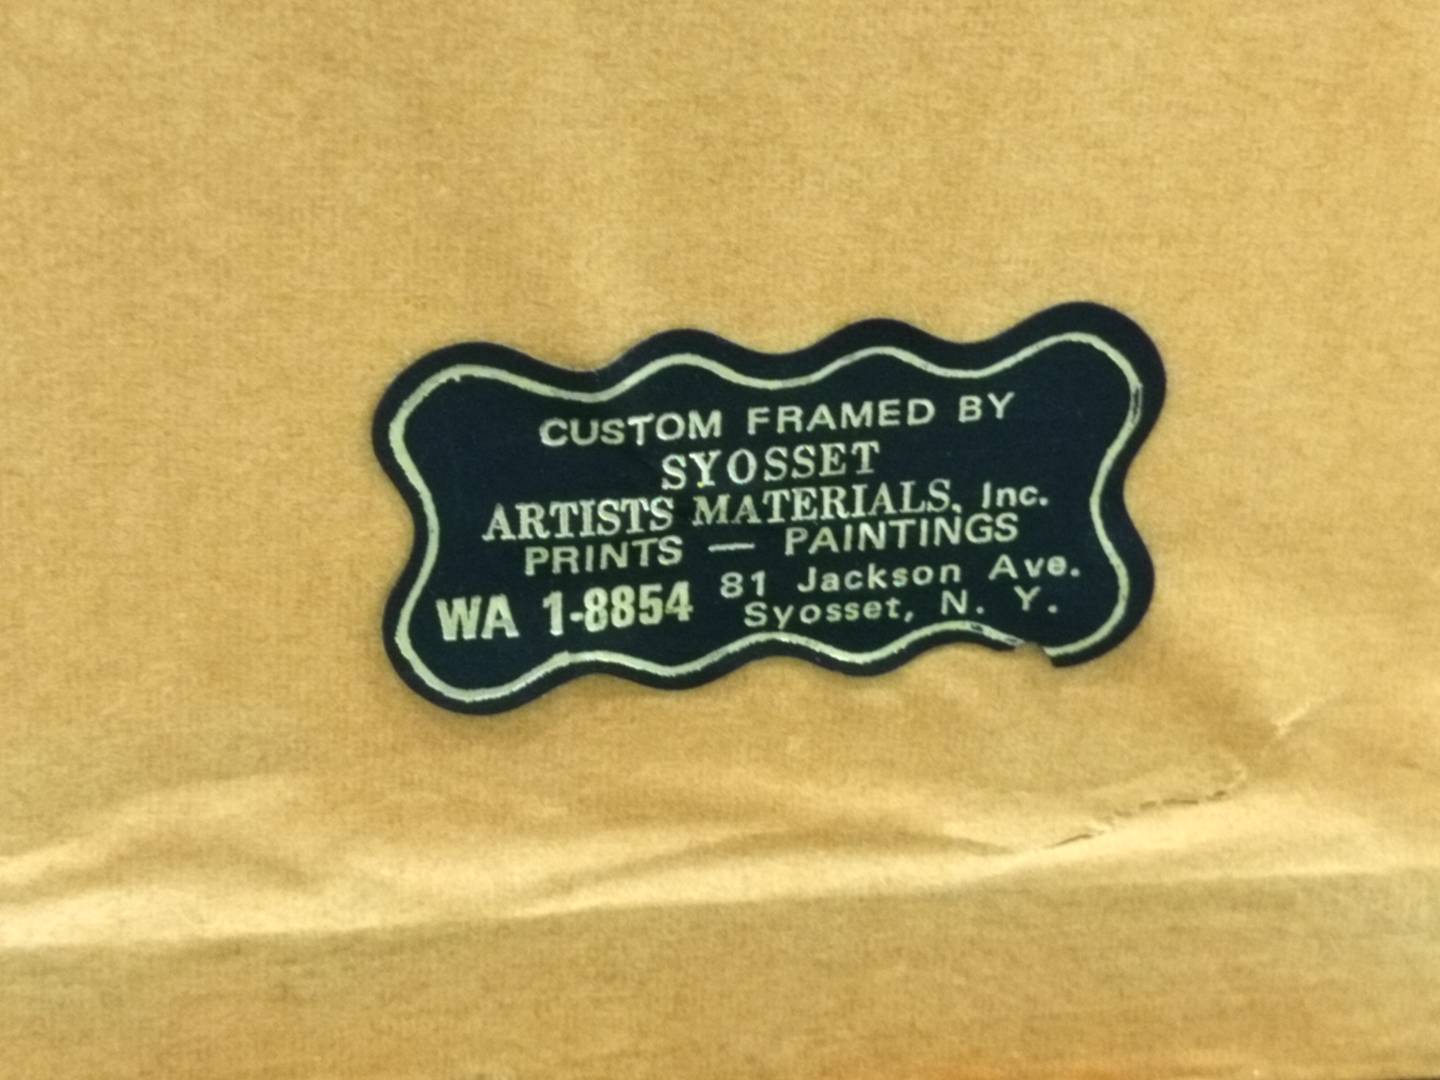 CUSTOM FRAMED BY
SYOSSET
ARTISTS MATERIALS, Inc.
PRINTS — PAINTINGS
WA 1-8854 81 Jackson Ave.
Syosset, N. Y.